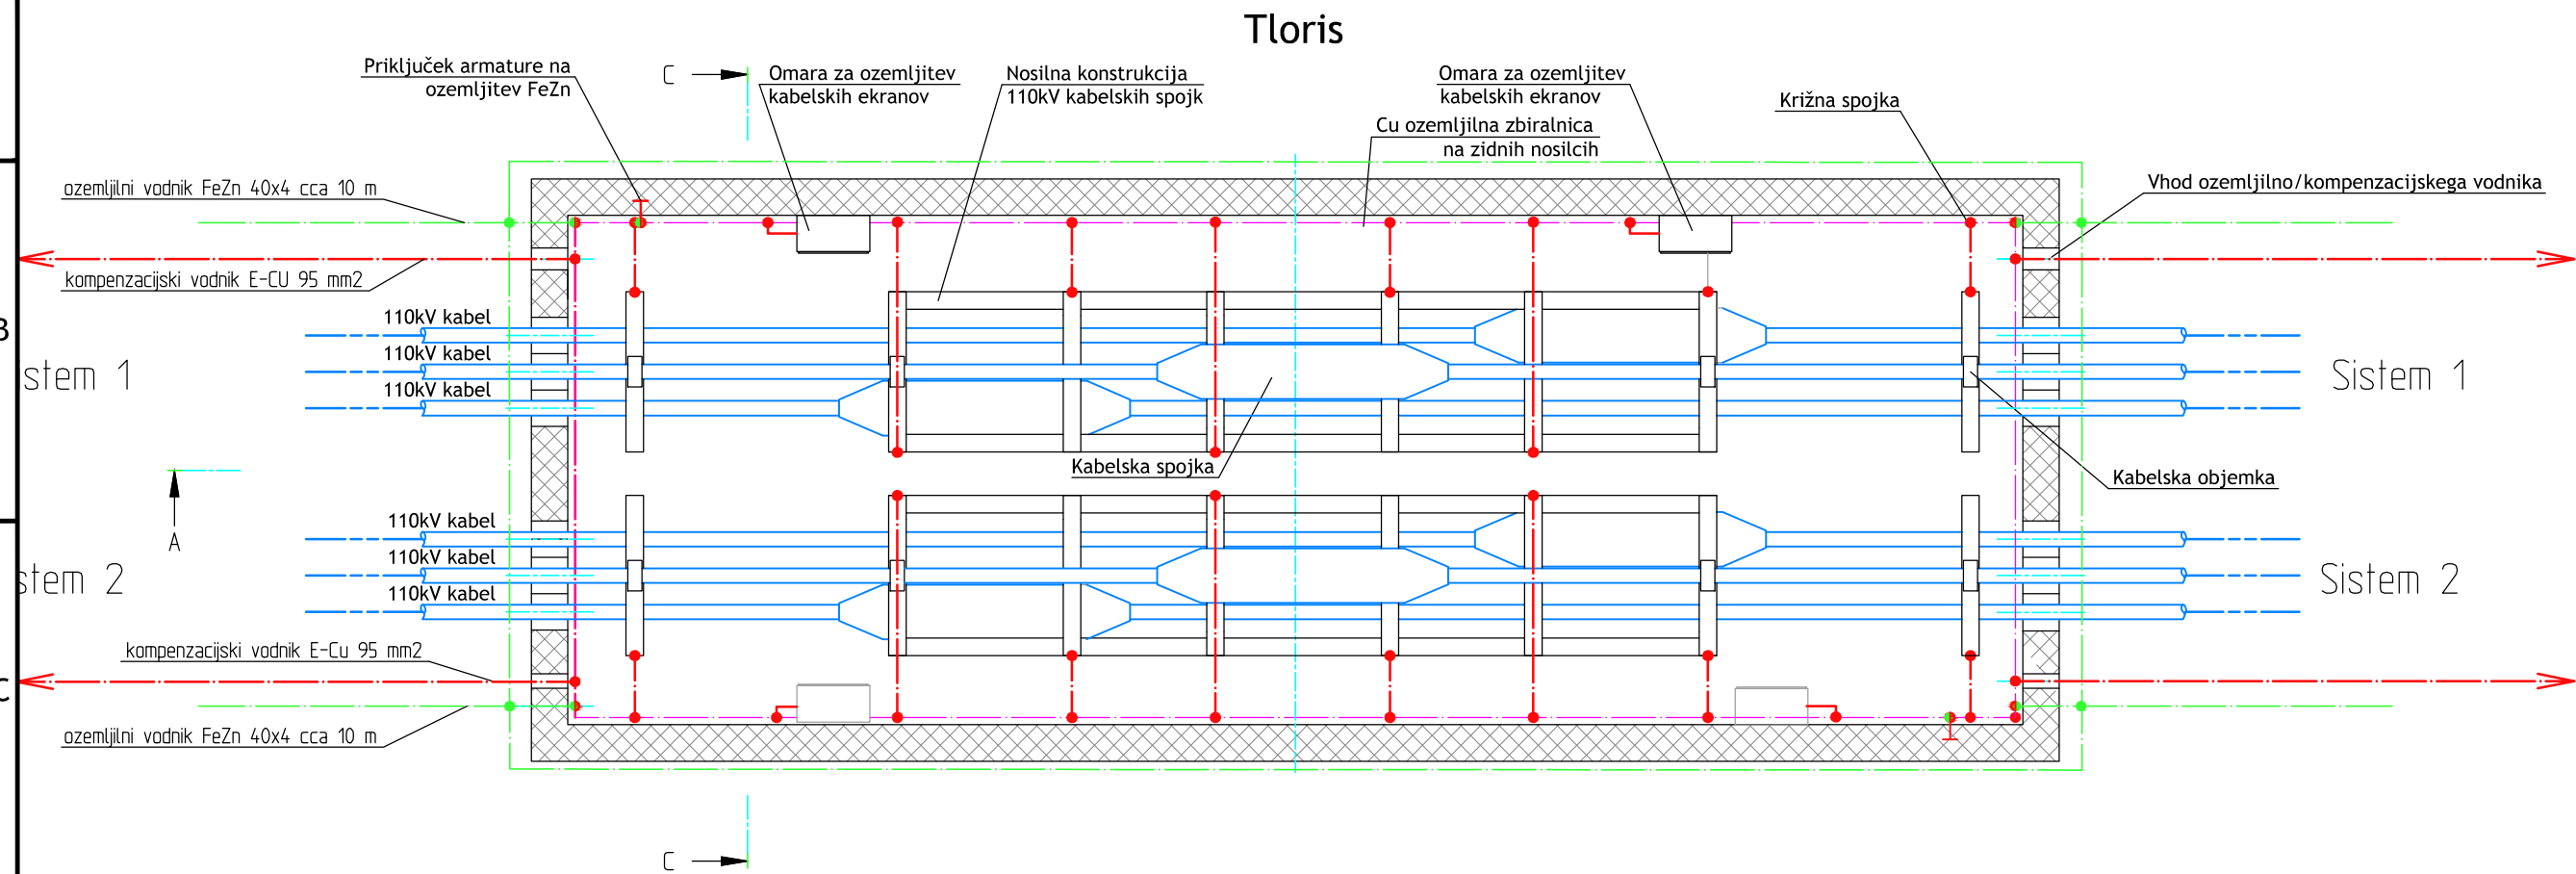 Tloris
Priključek armature na
ozemljitev FeZn
C
Omara za ozemljitev
kabelskih ekranov
Nosilna konstrukcija
110kV kabelskih spojk
Omara za ozemljitev
kabelskih ekranov
Križna spojka
Cu ozemljilna zbiralnica
na zidnih nosilcih
ozemljilni vodnik FeZn 40x4 cca 10 m
Vhod ozemljilno/kompenzacijskega vodnika
kompenzacijski vodnik E-CU 95 mm2
B
110kV kabel
110kV kabel
110kV kabel
stem 1
Sistem 1
Kabelska spojka
Kabelska objemka
A
110kV kabel
110kV kabel
110kV kabel
stem 2
Sistem 2
kompenzacijski vodnik E-Cu 95 mm2
C
ozemljilni vodnik FeZn 40x4 cca 10 m
C